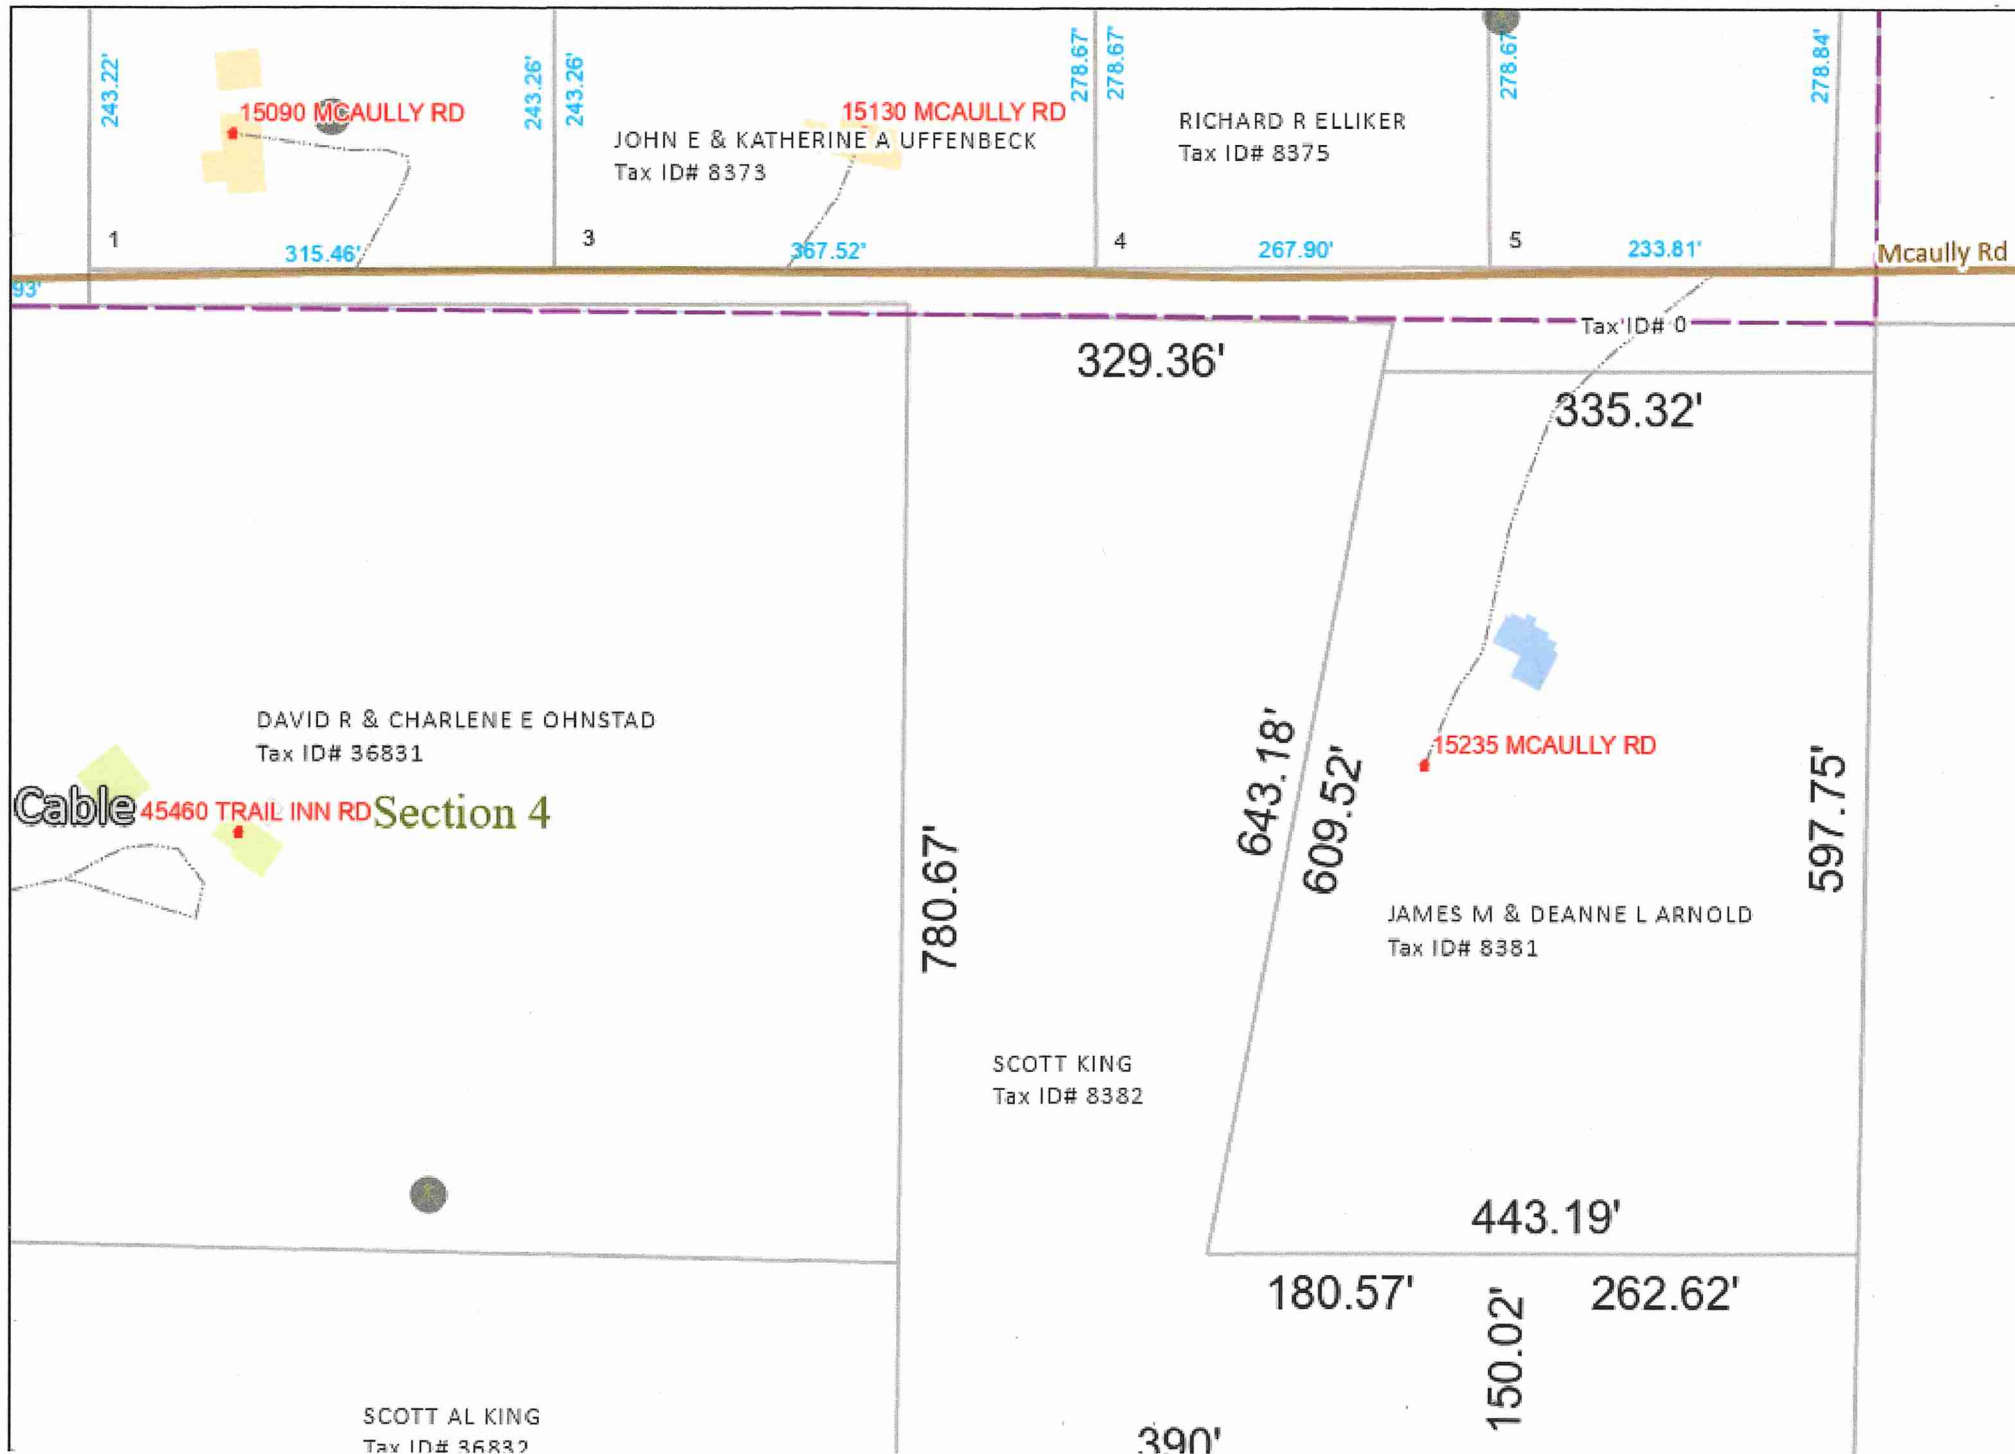 243.22'
243.26'
243.26'
278.67'
278.67'
278.67'
278.84'
15090 MCAULLY RD
15130 MCAULLY RD
JOHN E & KATHERINE A UFFENBECK
Tax ID# 8373
RICHARD R ELLIKER
Tax ID# 8375
1
315.46'
3
367.52'
4
267.90'
5
233.81'
Mcaully Rd
93'
Tax ID# 0
329.36'
335.32'
DAVID R & CHARLENE E OHNSTAD
Tax ID# 36831
Cable
45460 TRAIL INN RD
Section 4
643.18'
609.52'
15235 MCAULLY RD
597.75'
780.67'
JAMES M & DEANNE L ARNOLD
Tax ID# 8381
SCOTT KING
Tax ID# 8382
443.19'
180.57'
262.62'
150.02'
SCOTT AL KING
Tax ID# 36832
390'